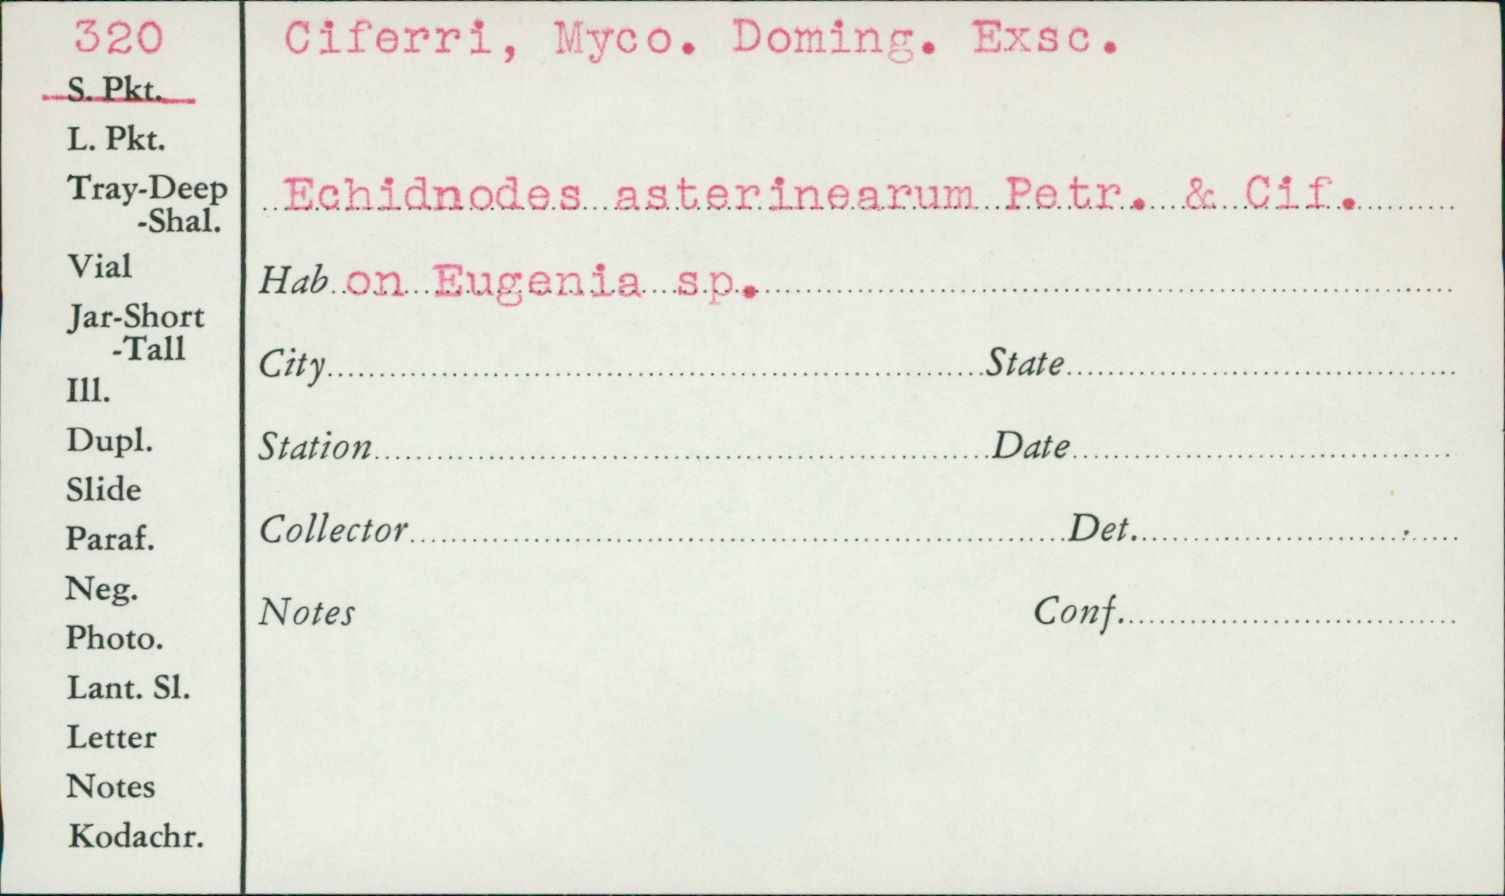 320
S. Pkt.
L. Pkt.
Tray-Deep
-Shal.
Vial
Jar-Short
-Tall
Ill.
Dupl.
Slide
Paraf.
Neg.
Photo.
Lant. Sl.
Letter
Notes
Kodachr.
Ciferri, Myco. Doming. Exsc.
Echidnodes asterinearum Petr. & Cif.
Hab on Eugenia sp.
City State
Station Date
Collector Det.
Notes Conf.